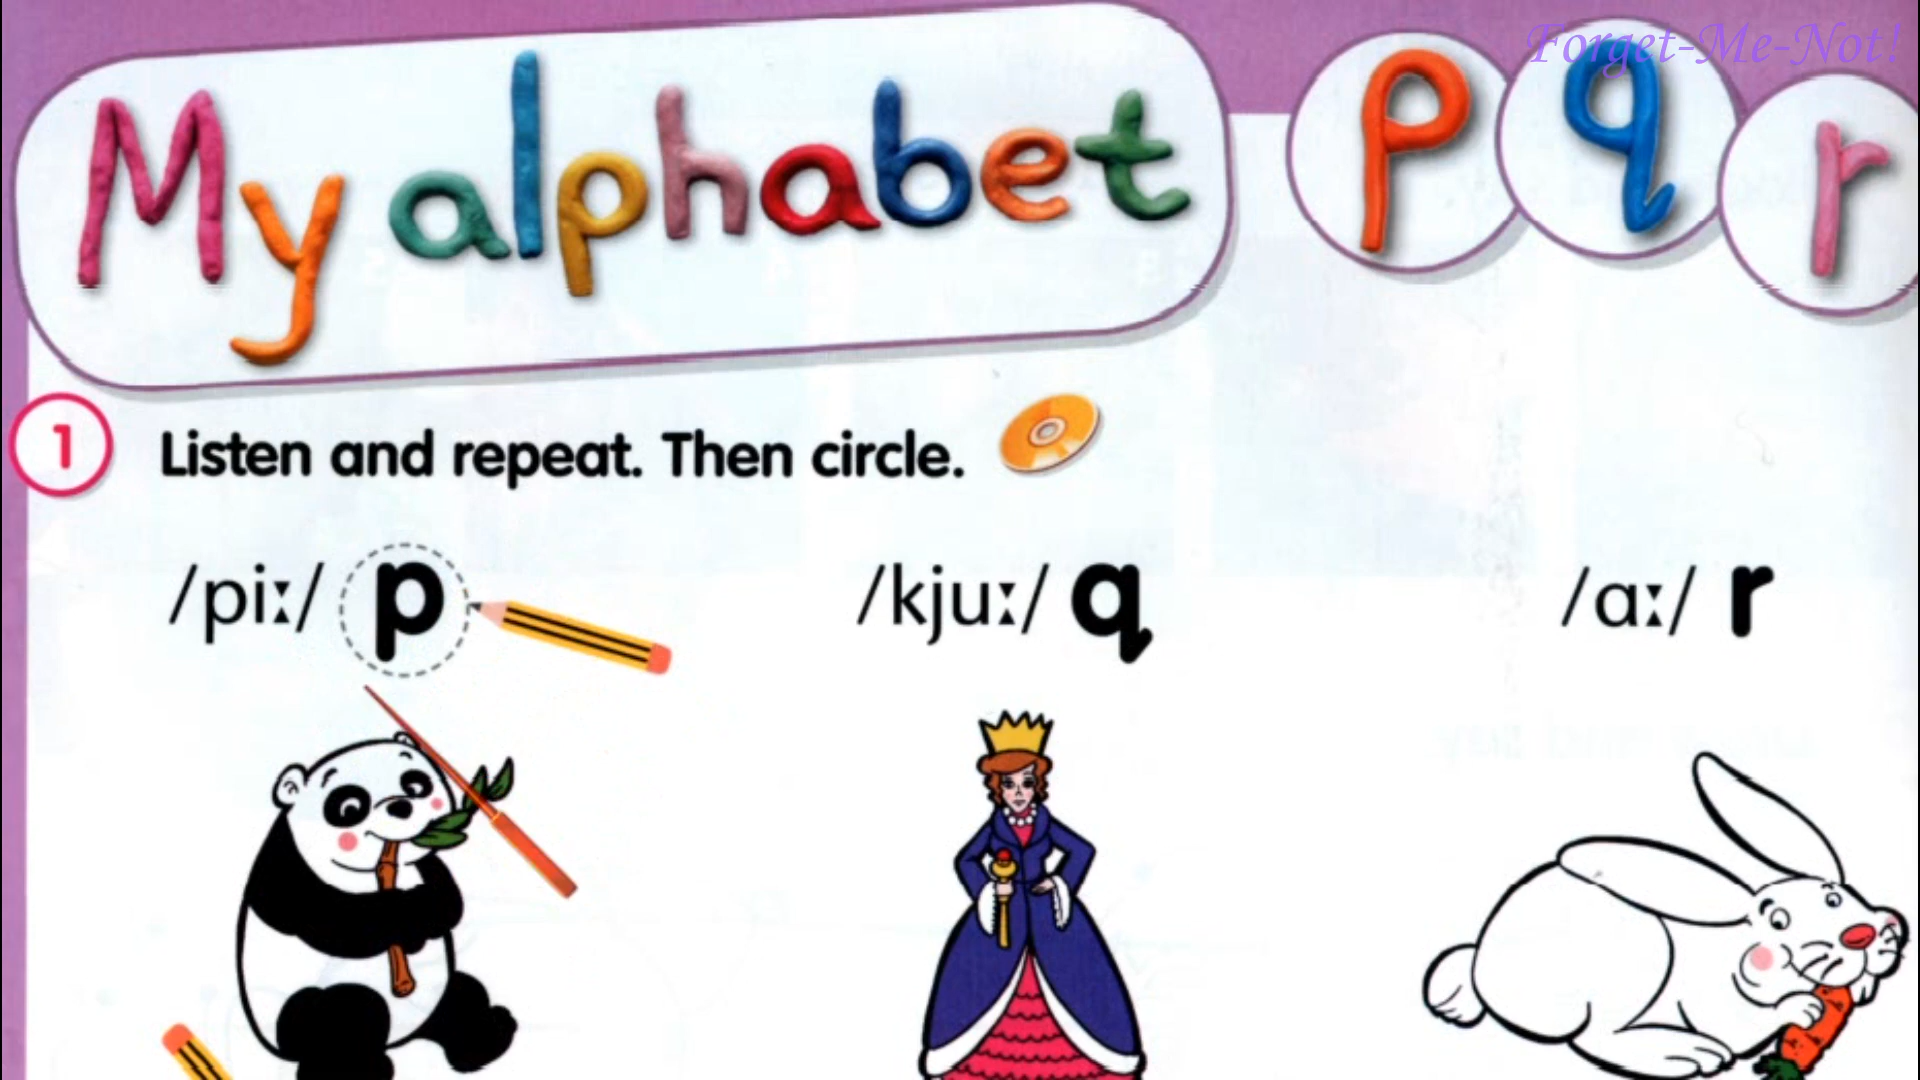 Forget-Me-Not!
My alphabet p q r
1 Listen and repeat. Then circle.
/piː/ p /kjuː/ q /ɑː/ r